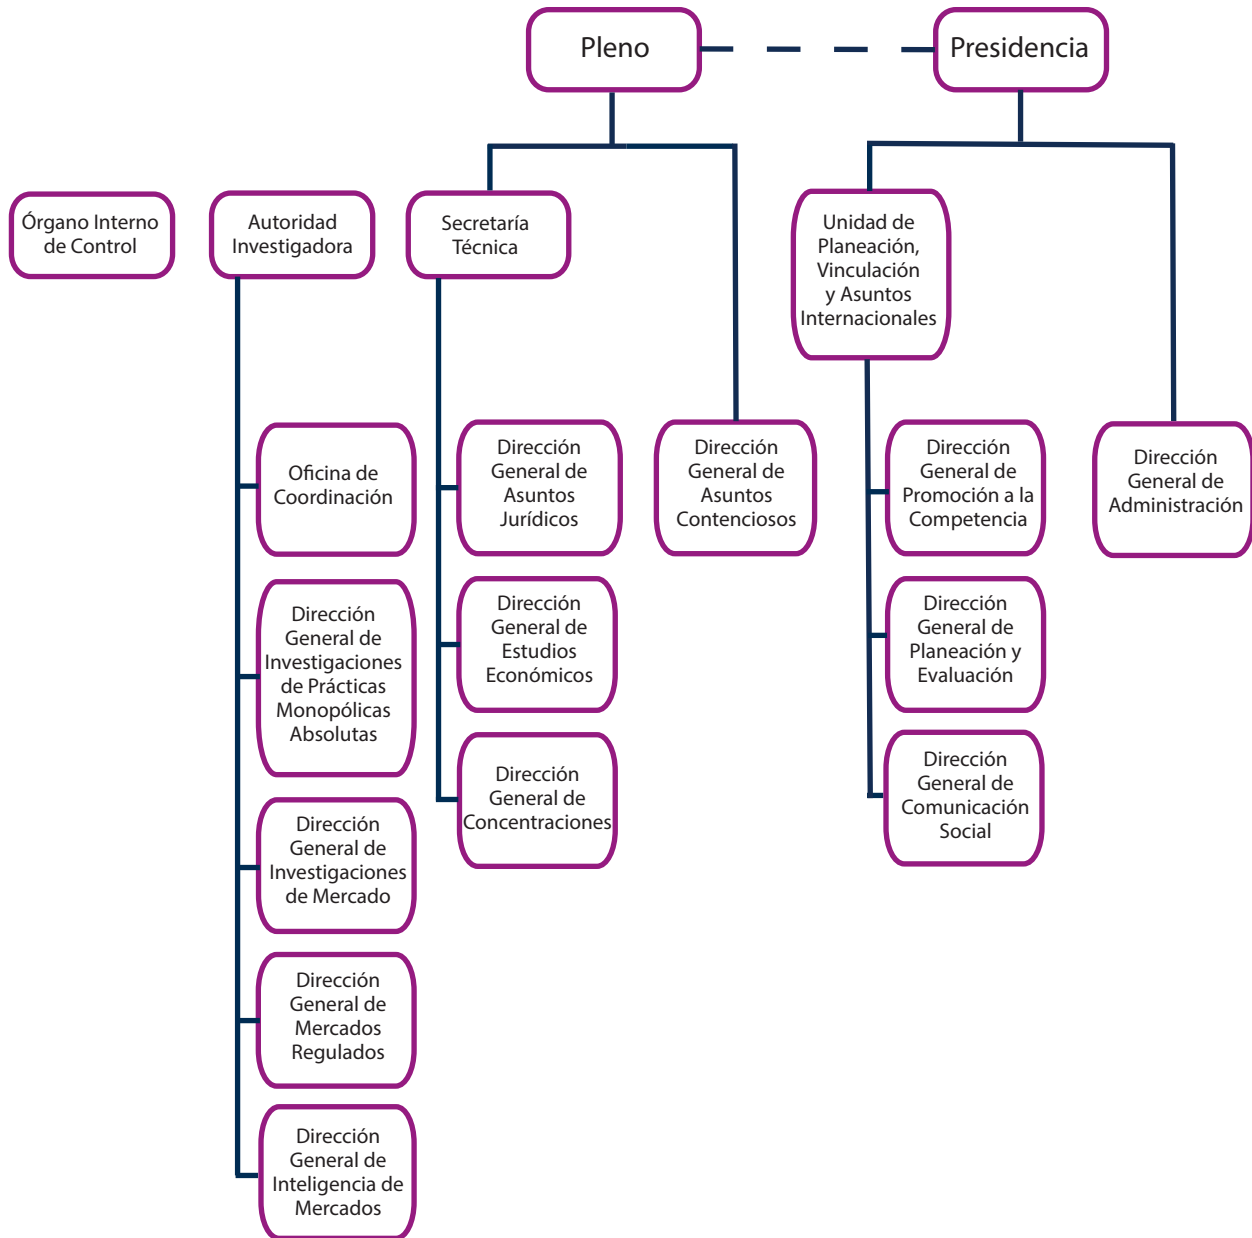 Pleno
Presidencia
Órgano Interno
de Control
Autoridad
Investigadora
Secretaría
Técnica
Unidad de
Planeación,
Vinculación
y Asuntos
Internacionales
Oficina de
Coordinación
Dirección
General de
Investigaciones
de Prácticas
Monopólicas
Absolutas
Dirección
General de
Investigaciones
de Mercado
Dirección
General de
Mercados
Regulados
Dirección
General de
Inteligencia de
Mercados
Dirección
General de
Asuntos
Jurídicos
Dirección
General de
Estudios
Económicos
Dirección
General de
Concentraciones
Dirección
General de
Asuntos
Contenciosos
Dirección
General de
Promoción a la
Competencia
Dirección
General de
Planeación y
Evaluación
Dirección
General de
Comunicación
Social
Dirección
General de
Administración